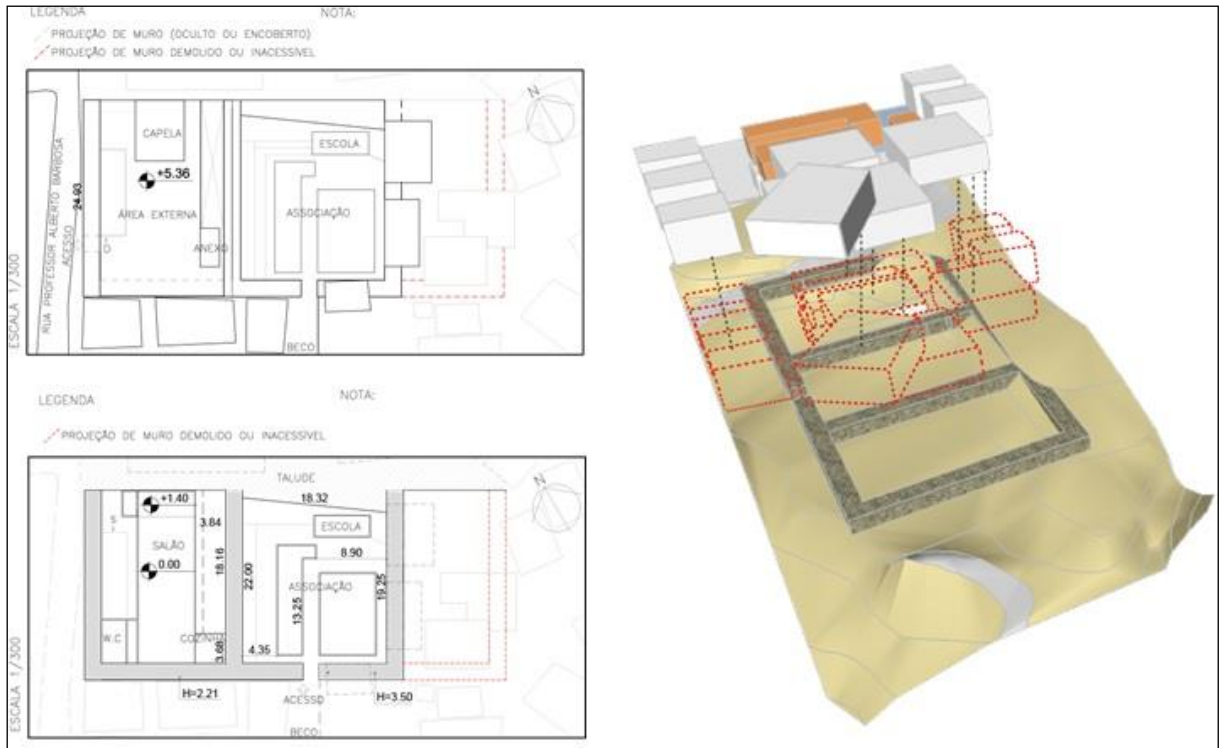 LEGENDA NOTA:
PROJEÇÃO DE MURO (OCULTO OU ENCOBERTO)
PROJEÇÃO DE MURO DEMOLIDO OU INACESSÍVEL
ESCALA 1/300
RUA PROFESSOR ALBERTO BARBOSA
ACESSO
24.93
CAPELA
+5.36
ÁREA EXTERNA
ANEXO
ESCOLA
ASSOCIAÇÃO
N
BECO
LEGENDA NOTA:
PROJEÇÃO DE MURO DEMOLIDO OU INACESSÍVEL
ESCALA 1/300
TALUDE
N
+1.40
18.32
3.84
ESCOLA
SALÃO
8.90
0.00
18.16
22.00
ASSOCIAÇÃO
19.25
13.25
W.C
COZINH
3.68
4.35
H=2.21
ACESSO
H=3.50
BECO